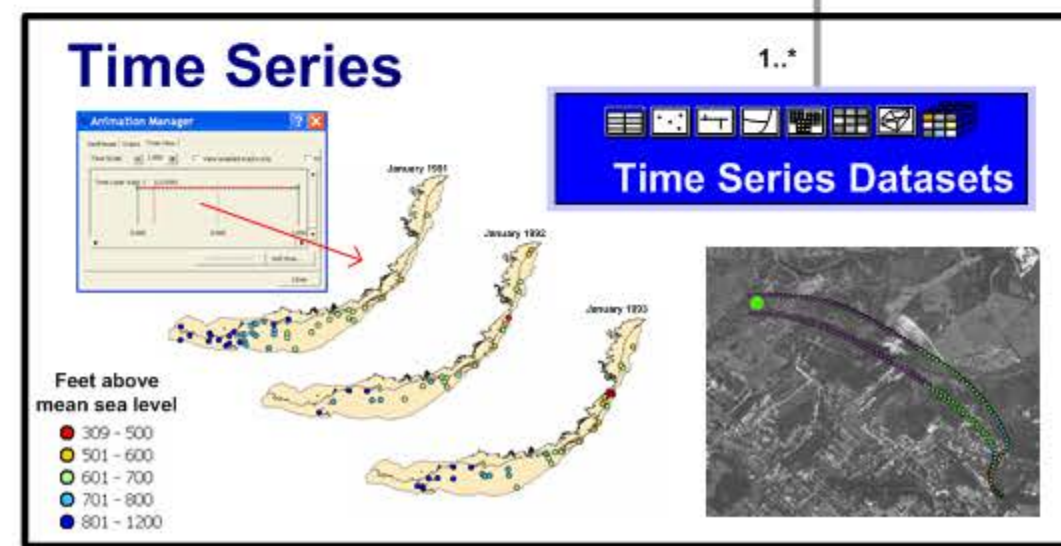 Time Series
1..*
Time Series Datasets
Animation Manager
January 1991
January 1992
January 1993
Feet above
mean sea level
309 - 500
501 - 600
601 - 700
701 - 800
801 - 1200